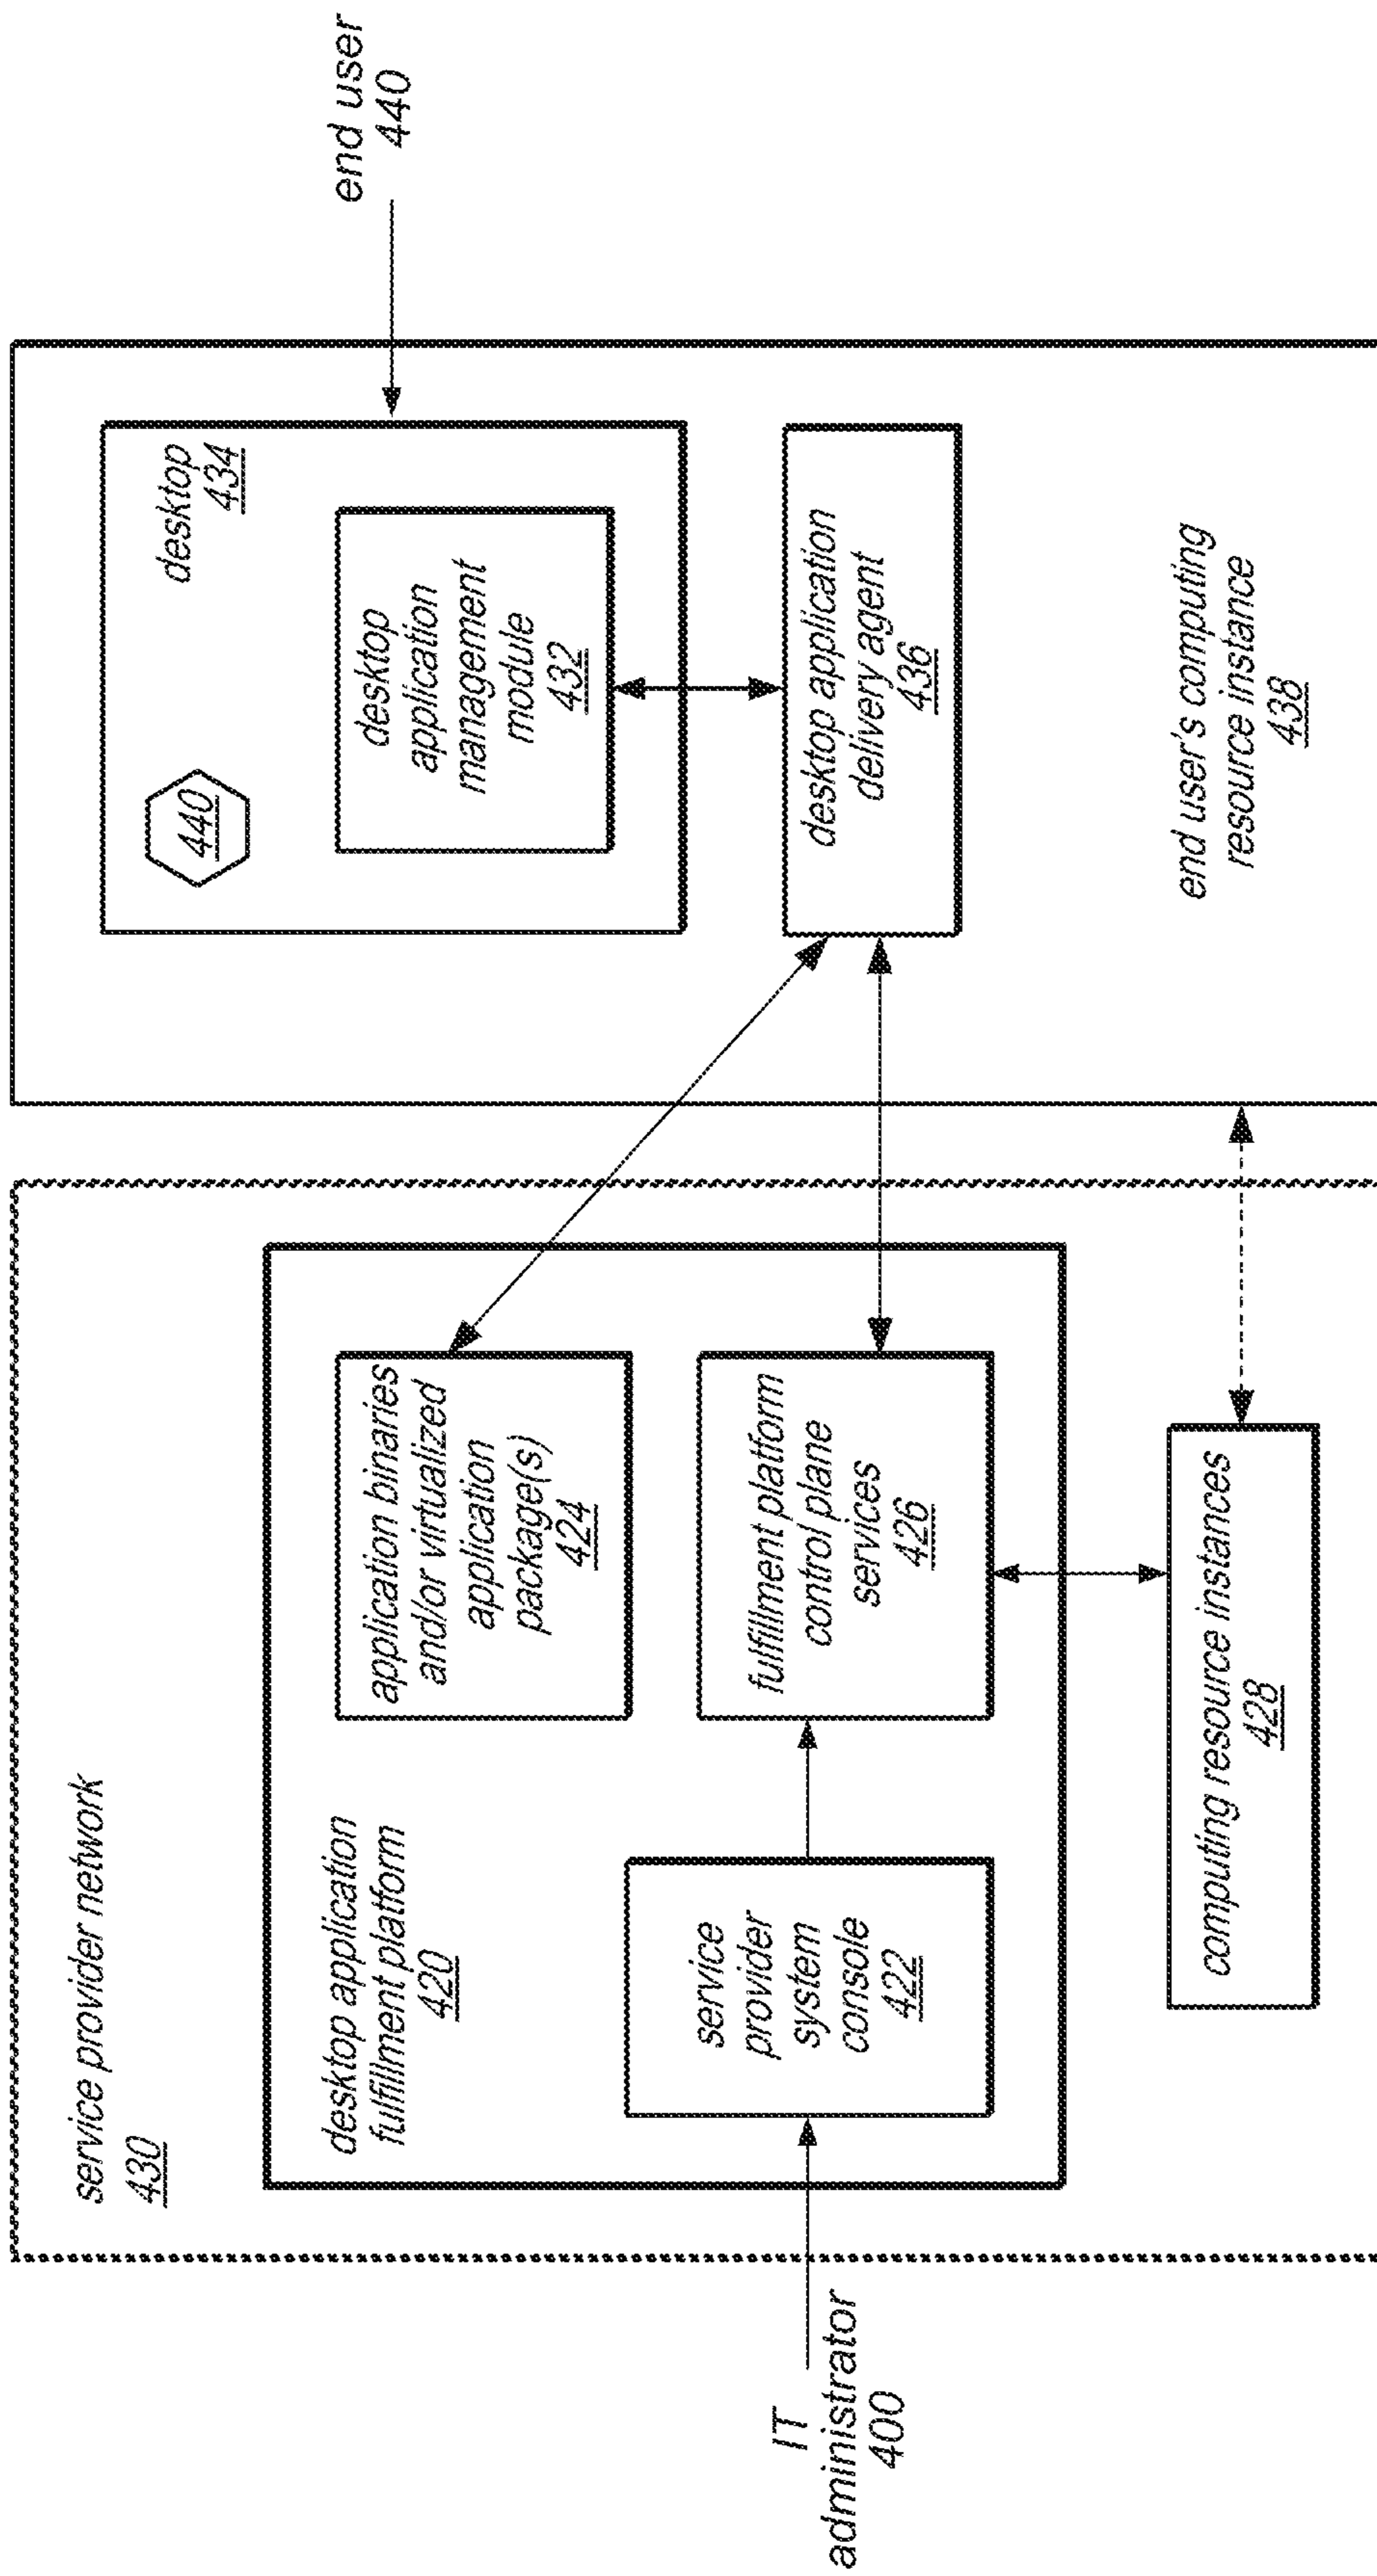 service provider network
430
desktop application
fulfillment platform
420
service
provider
system
console
422
application binaries
and/or virtualized
application
package(s)
424
fulfillment platform
control plane
services
426
computing resource instances
428
IT
administrator
400
desktop
434
440
desktop
application
management
module
432
desktop application
delivery agent
436
end user's computing
resource instance
438
end user
440